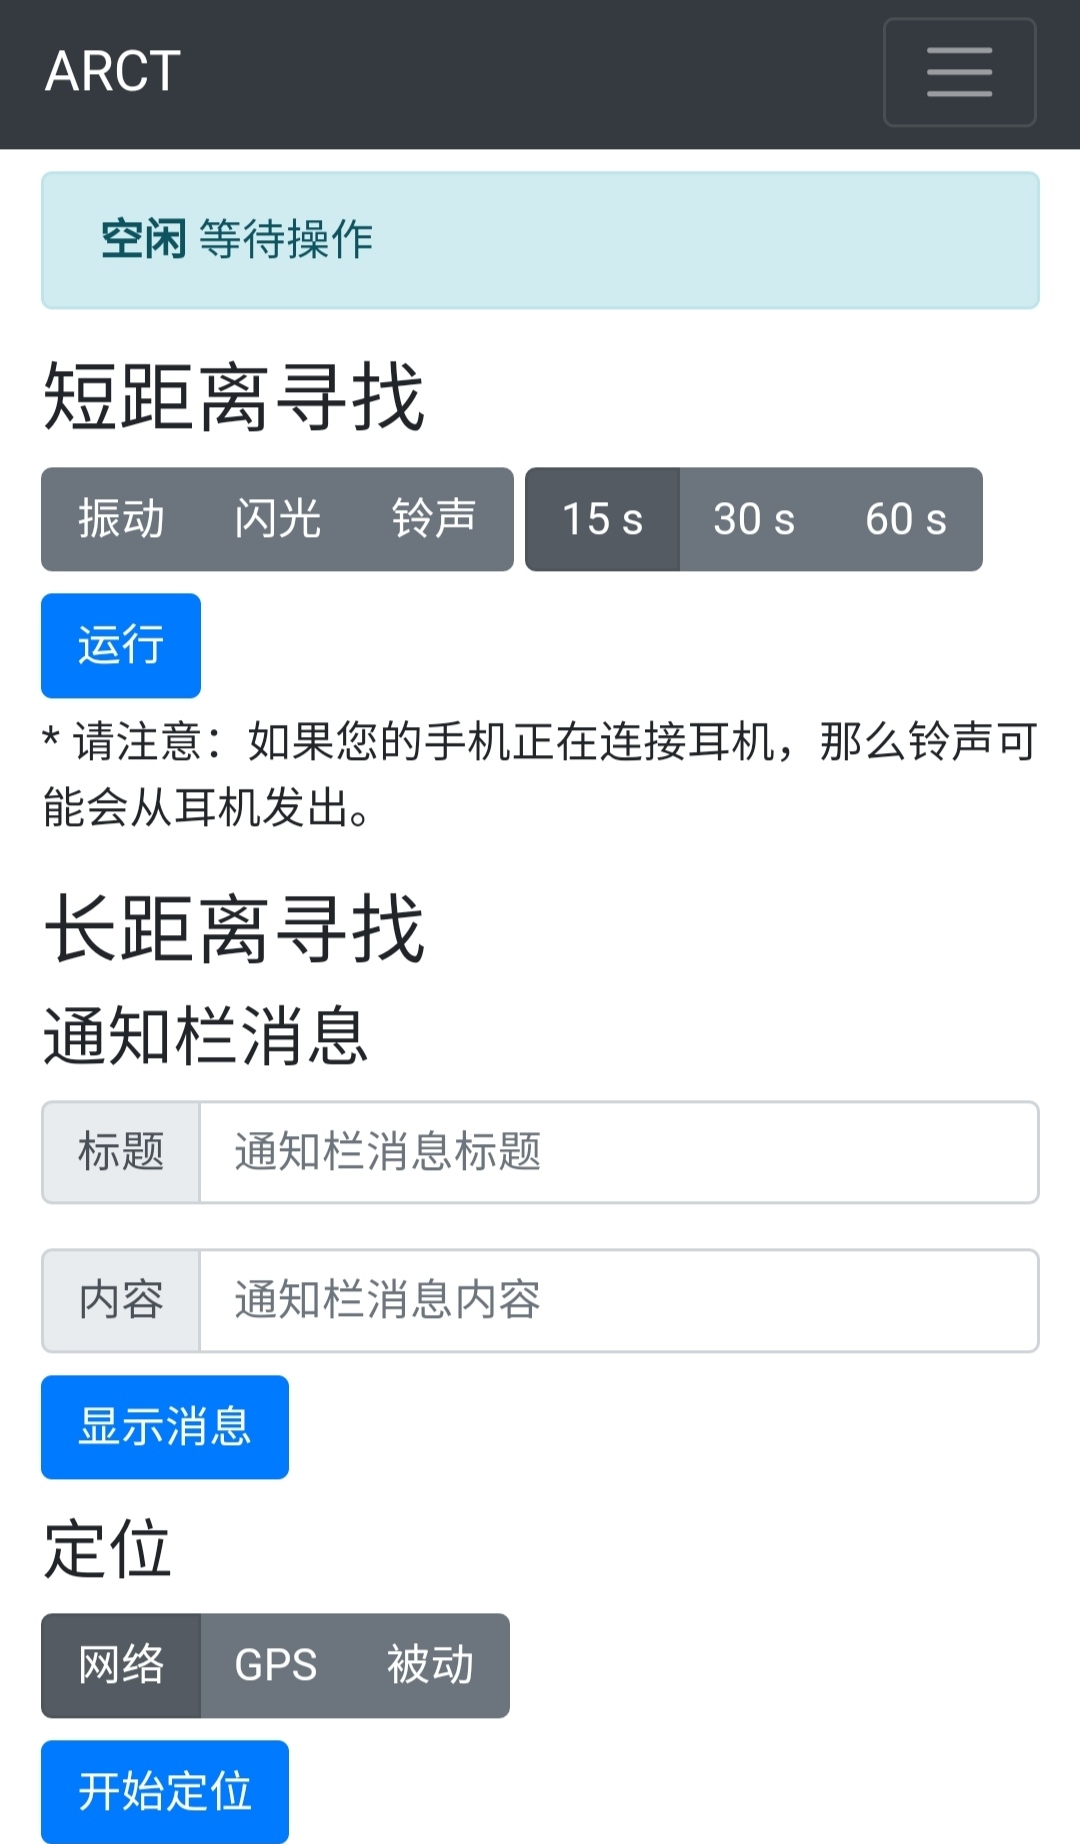 ARCT
空闲 等待操作
短距离寻找
振动 闪光 铃声 15 s 30 s 60 s
运行
* 请注意：如果您的手机正在连接耳机，那么铃声可
能会从耳机发出。
长距离寻找
通知栏消息
标题 通知栏消息标题
内容 通知栏消息内容
显示消息
定位
网络 GPS 被动
开始定位